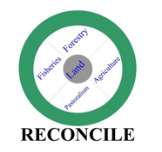 Forestry
Fisheries
Land
Agriculture
Pastoralism
RECONCILE